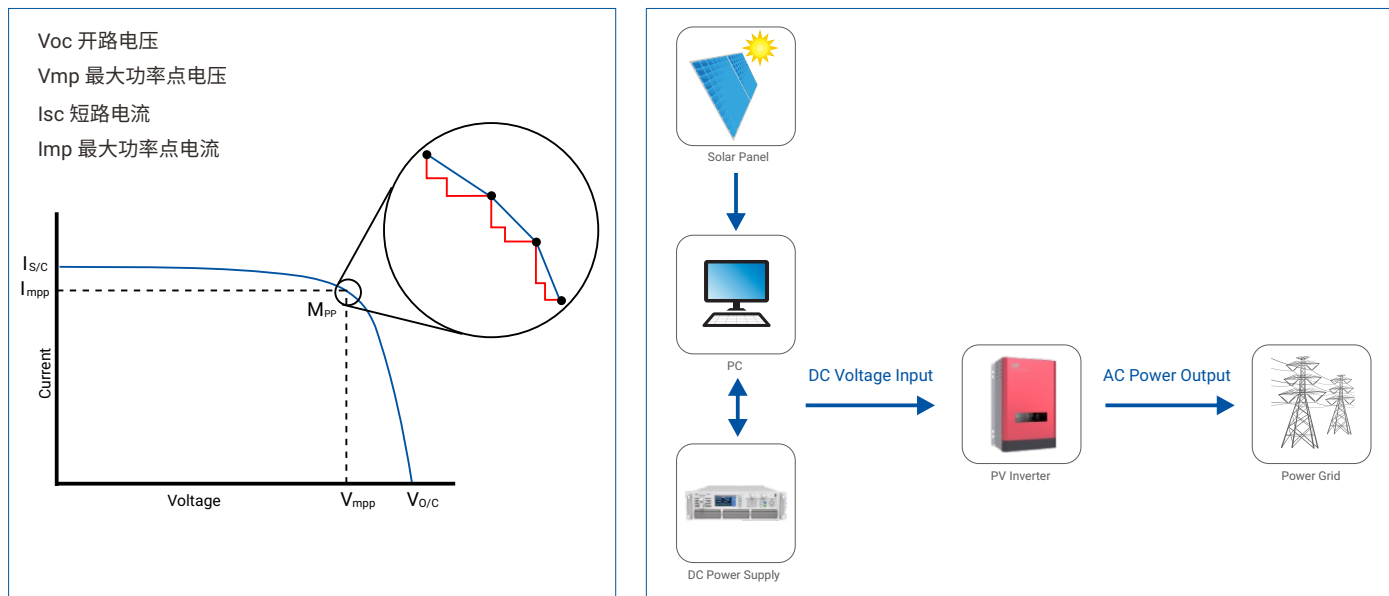 Voc 开路电压
Vmp 最大功率点电压
Isc 短路电流
Imp 最大功率点电流
IS/C
Impp
MPP
Current
Voltage
Vmpp
VO/C
Solar Panel
PC
DC Voltage Input
AC Power Output
PV Inverter
Power Grid
DC Power Supply